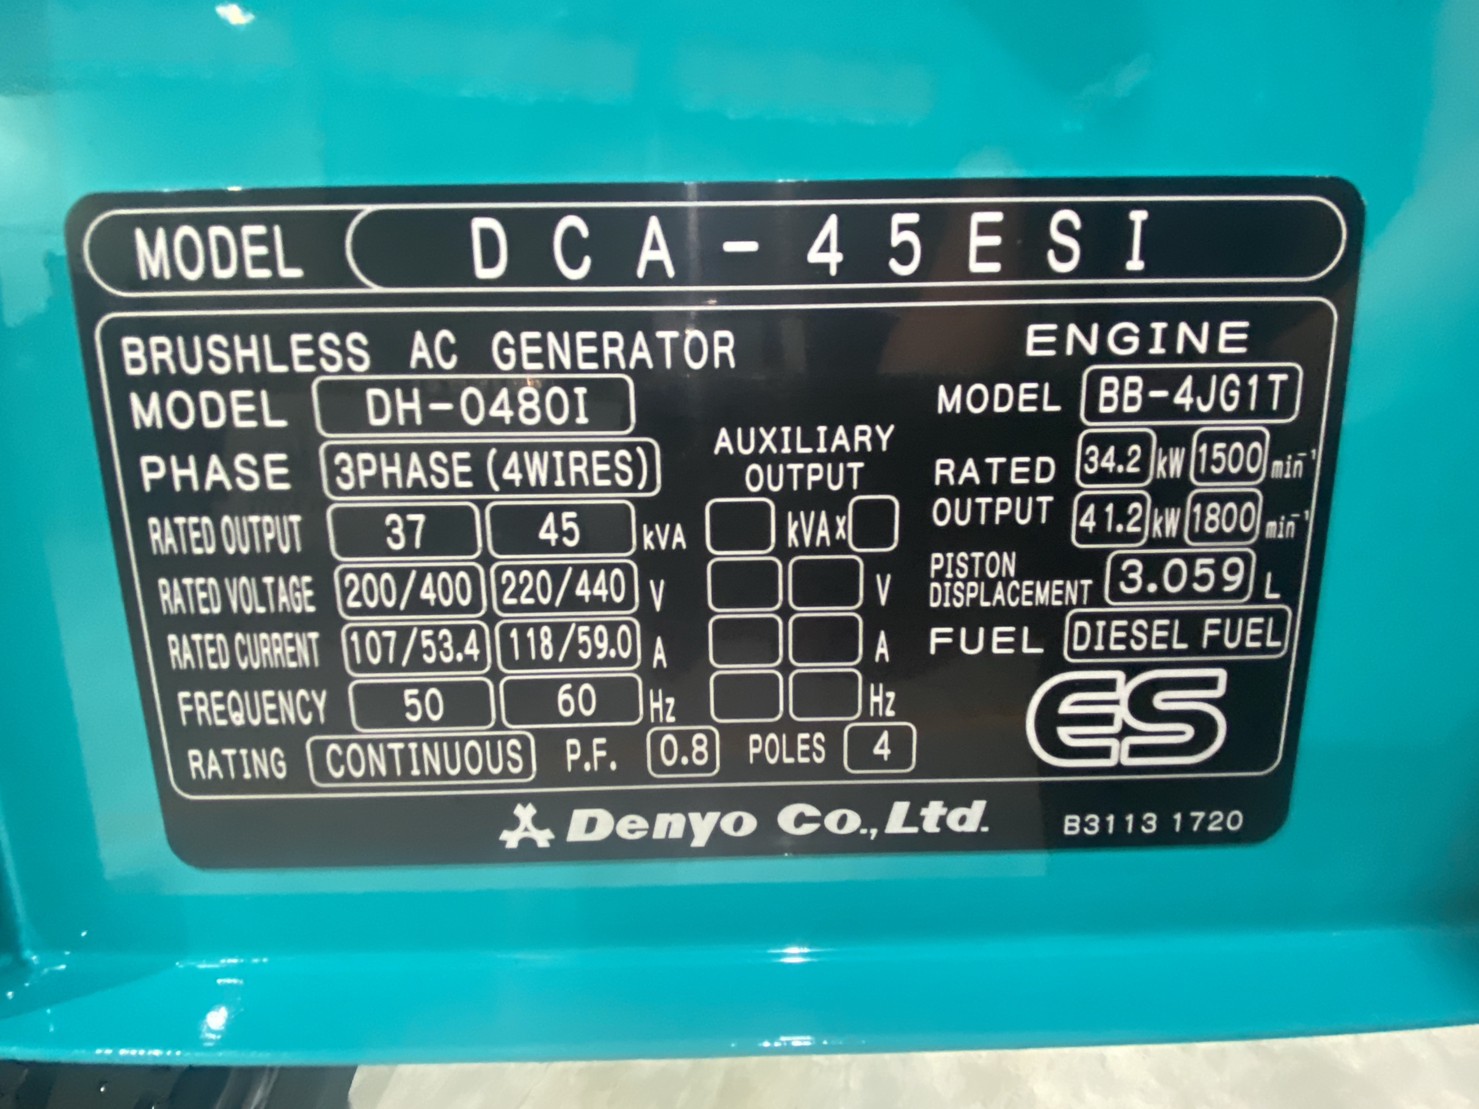 MODEL DCA-45ESI
BRUSHLESS AC GENERATOR
MODEL DH-0480I
PHASE 3PHASE (4WIRES)
RATED OUTPUT 37 45 kVA
RATED VOLTAGE 200/400 220/440 V
RATED CURRENT 107/53.4 118/59.0 A
FREQUENCY 50 60 Hz
RATING CONTINUOUS P.F. 0.8 POLES 4
AUXILIARY
OUTPUT
kVA x
V
A
Hz
ENGINE
MODEL BB-4JG1T
RATED 34.2 kW 1500 min⁻¹
OUTPUT 41.2 kW 1800 min⁻¹
PISTON
DISPLACEMENT 3.059 L
FUEL DIESEL FUEL
ES
Denyo Co.,Ltd.
B3113 1720